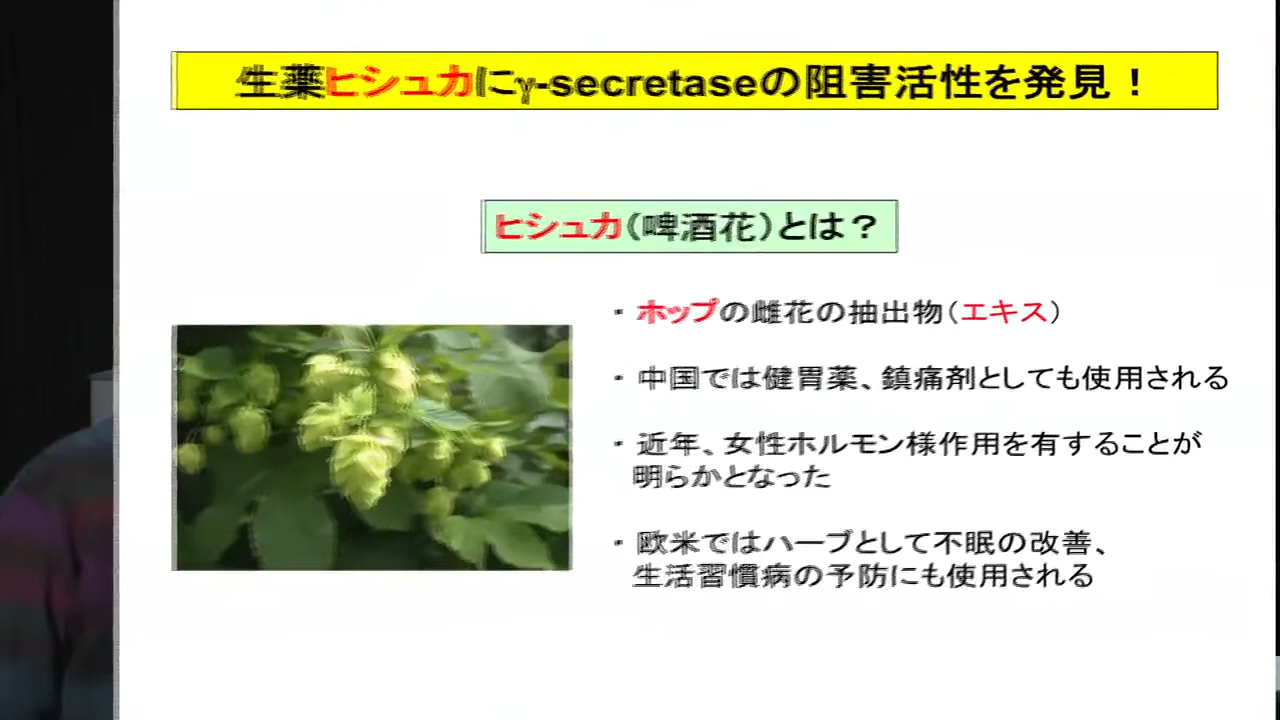 生薬ヒシュカにγ-secretaseの阻害活性を発見！
ヒシュカ（啤酒花）とは？
・ホップの雌花の抽出物（エキス）
・中国では健胃薬、鎮痛剤としても使用される
・近年、女性ホルモン様作用を有することが
明らかとなった
・欧米ではハーブとして不眠の改善、
生活習慣病の予防にも使用される